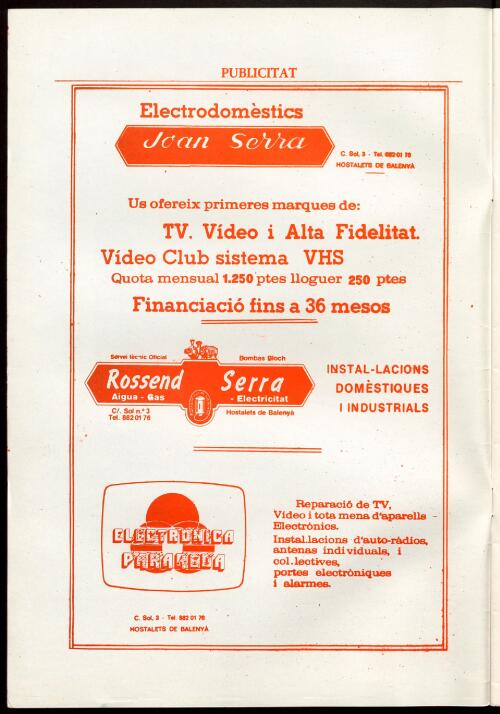 PUBLICITAT
Electrodomèstics
Joan Serra
C. Sol, 3 - Tel. 882 01 76
HOSTALETS DE BALENYÀ
Us ofereix primeres marques de:
TV. Vídeo i Alta Fidelitat.
Vídeo Club sistema VHS
Quota mensual 1.250 ptes lloguer 250 ptes
Financiació fins a 36 mesos
Servei tècnic Oficial Bombas Bloch
Rossend Serra
Aigua - Gas - Electricitat
C/. Sol n.º 3
Tel. 882 01 76
Hostalets de Balenyà
INSTAL-LACIONS
DOMÈSTIQUES
I INDUSTRIALS
ELECTRÒNICA
PARAREDA
Reparació de TV,
Vídeo i tota mena d'aparells -
Electrònics.
Instal.lacions d'auto-ràdios,
antenas individuals, i
col.lectives,
portes electròniques
i alarmes.
C. Sol, 3 - Tel. 882 01 76
HOSTALETS DE BALENYÀ